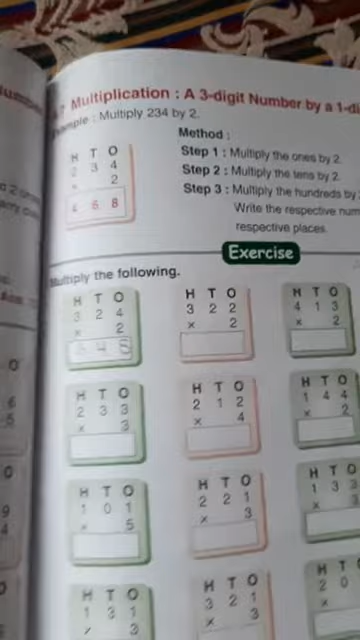 Multiplication : A 3-digit Number by a 1-di
Example : Multiply 234 by 2.
Method :
Step 1 : Multiply the ones by 2.
Step 2 : Multiply the tens by 2.
Step 3 : Multiply the hundreds by
Write the respective num
respective places.
H T O
2 3 4
× 2
4 6 8
Exercise
Multiply the following.
H T O
3 2 4
× 2
6 4 8
H T O
3 2 2
× 2
H T O
4 1 3
× 2
H T O
2 3 3
× 3
H T O
2 1 2
× 4
H T O
1 4 4
× 2
H T O
1 0 1
× 5
H T O
2 2 1
× 3
H T O
1 3 3
× 3
H T O
1 3 1
× 3
H T O
3 2 1
× 3
H T
2 0
×